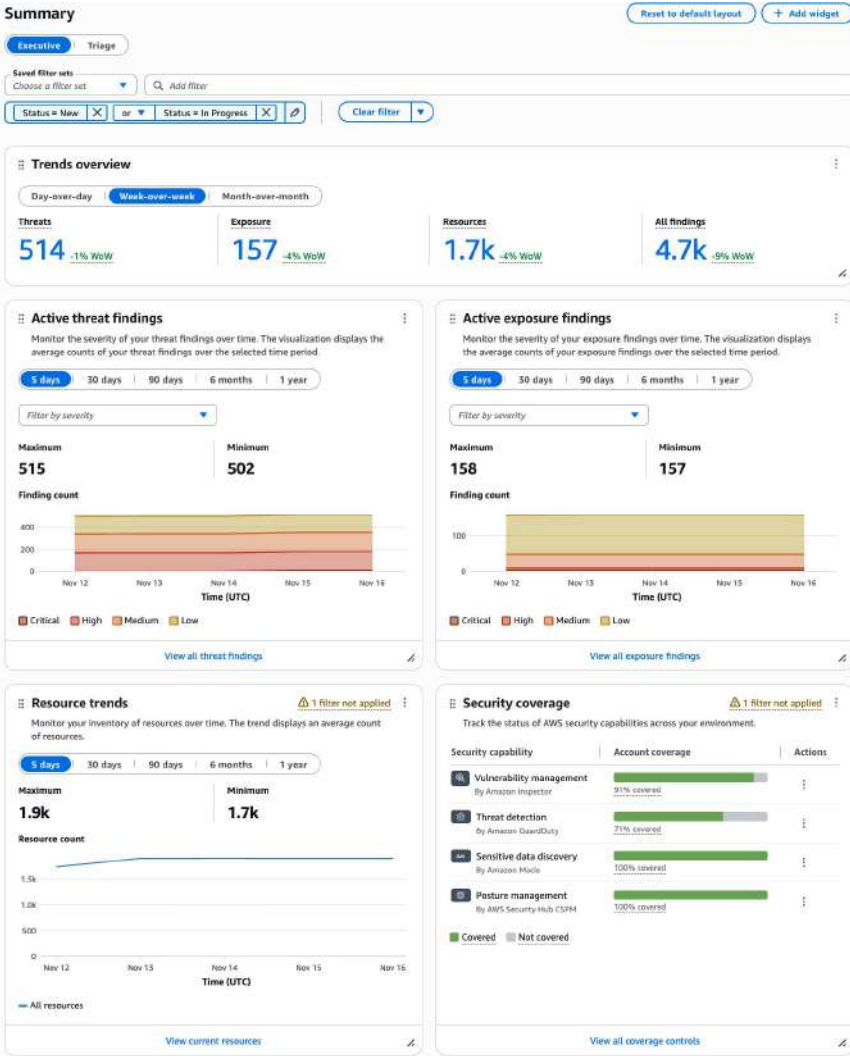 Summary
Reset to default layout
+ Add widget
Executive
Triage
Saved filter sets
Choose a filter set
Add filter
Status = New
or
Status = In Progress
Clear filter
Trends overview
Day-over-day
Week-over-week
Month-over-month
Threats
514 -1% WoW
Exposure
157 -4% WoW
Resources
1.7k -4% WoW
All findings
4.7k -9% WoW
Active threat findings
Monitor the severity of your threat findings over time. The visualization displays the
average counts of your threat findings over the selected time period.
5 days
30 days
90 days
6 months
1 year
Filter by severity
Maximum
515
Minimum
502
Finding count
400
200
0
Nov 12
Nov 13
Nov 14
Nov 15
Nov 16
Time (UTC)
Critical
High
Medium
Low
View all threat findings
Active exposure findings
Monitor the severity of your exposure findings over time. The visualization displays
the average counts of your exposure findings over the selected time period.
5 days
30 days
90 days
6 months
1 year
Filter by severity
Maximum
158
Minimum
157
Finding count
100
0
Nov 12
Nov 13
Nov 14
Nov 15
Nov 16
Time (UTC)
Critical
High
Medium
Low
View all exposure findings
Resource trends
1 filter not applied
Monitor your inventory of resources over time. The trend displays an average count
of resources.
5 days
30 days
90 days
6 months
1 year
Maximum
1.9k
Minimum
1.7k
Resource count
1.5k
1.0k
500
0
Nov 12
Nov 13
Nov 14
Nov 15
Nov 16
Time (UTC)
All resources
View current resources
Security coverage
1 filter not applied
Track the status of AWS security capabilities across your environment.
Security capability
Account coverage
Actions
Vulnerability management
By Amazon Inspector
91% covered
Threat detection
By Amazon GuardDuty
71% covered
Sensitive data discovery
By Amazon Macie
100% covered
Posture management
By AWS Security Hub CSPM
100% covered
Covered
Not covered
View all coverage controls